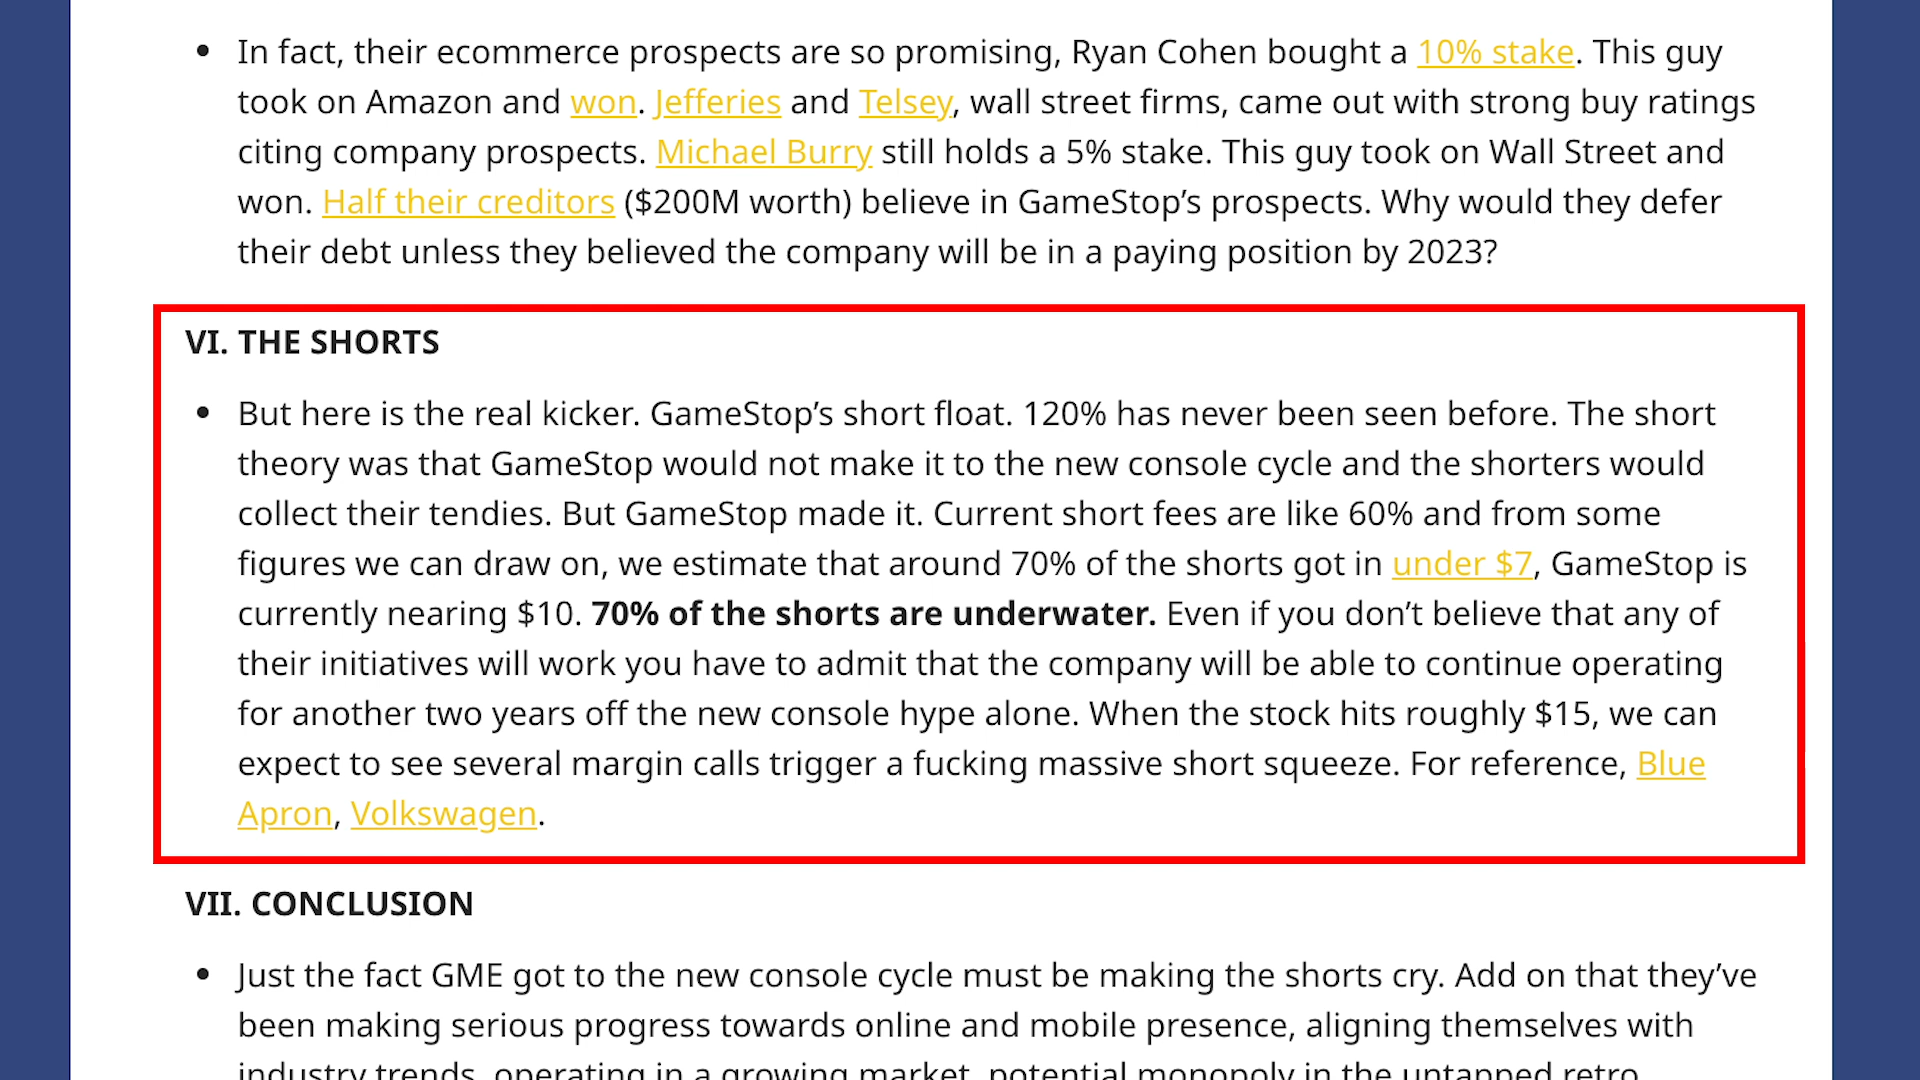 • In fact, their ecommerce prospects are so promising, Ryan Cohen bought a 10% stake. This guy
took on Amazon and won. Jefferies and Telsey, wall street firms, came out with strong buy ratings
citing company prospects. Michael Burry still holds a 5% stake. This guy took on Wall Street and
won. Half their creditors ($200M worth) believe in GameStop’s prospects. Why would they defer
their debt unless they believed the company will be in a paying position by 2023?
VI. THE SHORTS
• But here is the real kicker. GameStop’s short float. 120% has never been seen before. The short
theory was that GameStop would not make it to the new console cycle and the shorters would
collect their tendies. But GameStop made it. Current short fees are like 60% and from some
figures we can draw on, we estimate that around 70% of the shorts got in under $7, GameStop is
currently nearing $10. 70% of the shorts are underwater. Even if you don’t believe that any of
their initiatives will work you have to admit that the company will be able to continue operating
for another two years off the new console hype alone. When the stock hits roughly $15, we can
expect to see several margin calls trigger a fucking massive short squeeze. For reference, Blue
Apron, Volkswagen.
VII. CONCLUSION
• Just the fact GME got to the new console cycle must be making the shorts cry. Add on that they’ve
been making serious progress towards online and mobile presence, aligning themselves with
industry trends, operating in a growing market, potential monopoly in the untapped retro